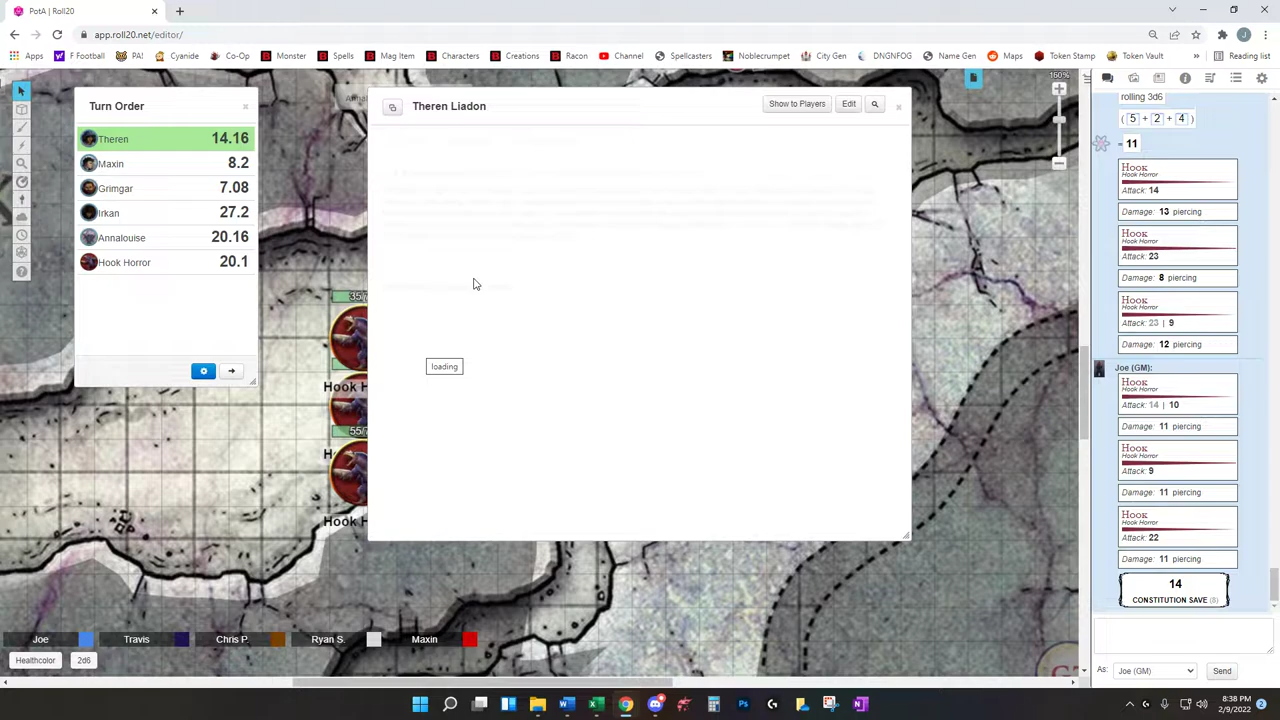 PotA | Roll20
app.roll20.net/editor/
Apps
F Football
PA!
Cyanide
Co-Op
Monster
Spells
Mag Item
Characters
Creations
Racon
Channel
Spellcasters
Noblecrumpet
City Gen
DNGNFOG
Name Gen
Maps
Token Stamp
Token Vault
Reading list
Turn Order
Theren 14.16
Maxin 8.2
Grimgar 7.08
Irkan 27.2
Annalouise 20.16
Hook Horror 20.1
Theren Liadon
Show to Players
Edit
loading
160%
35/7
Hook H
55/7
H
Hook H
rolling 3d6
( 5 + 2 + 4 )
= 11
Hook
Hook Horror
Attack: 14
Damage: 13 piercing
Hook
Hook Horror
Attack: 23
Damage: 8 piercing
Hook
Hook Horror
Attack: 23 | 9
Damage: 12 piercing
Joe (GM):
Hook
Hook Horror
Attack: 14 | 10
Damage: 11 piercing
Hook
Hook Horror
Attack: 9
Damage: 11 piercing
Hook
Hook Horror
Attack: 22
Damage: 11 piercing
14
CONSTITUTION SAVE
As:
Joe (GM)
Send
Joe
Travis
Chris P.
Ryan S.
Maxin
Healthcolor
2d6
8:38 PM
2/9/2022